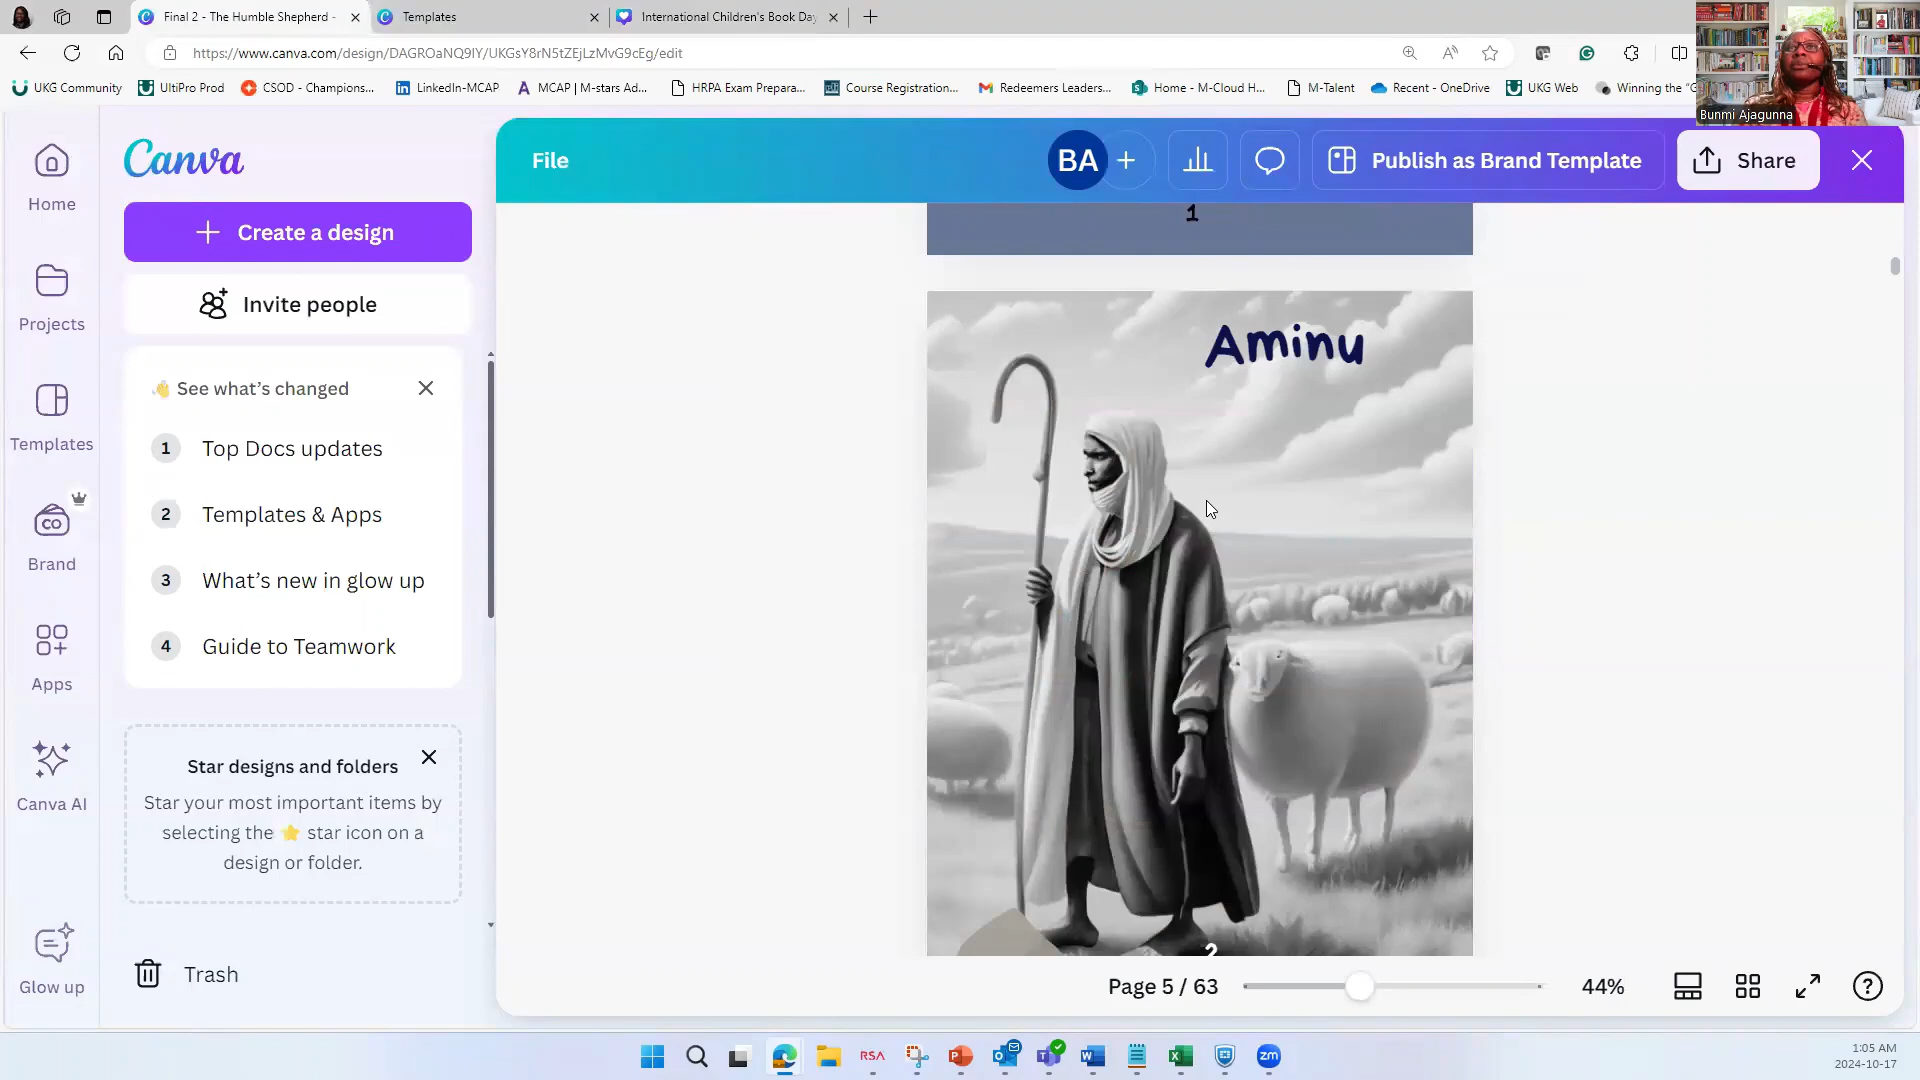 Final 2 - The Humble Shepherd -
Templates
International Children's Book Day
https://www.canva.com/design/DAGROaNQ9IY/UKGsY8rN5tZEjLzMvG9cEg/edit
UKG Community
UltiPro Prod
CSOD - Champions...
LinkedIn-MCAP
MCAP | M-stars Ad...
HRPA Exam Prepara...
Course Registration...
Redeemers Leaders...
Home - M-Cloud H...
M-Talent
Recent - OneDrive
UKG Web
Winning the
Bunmi Ajagunna
Home
Projects
Templates
Brand
Apps
Canva AI
Glow up
Canva
Create a design
Invite people
See what's changed
1 Top Docs updates
2 Templates & Apps
3 What's new in glow up
4 Guide to Teamwork
Star designs and folders
Star your most important items by
selecting the star icon on a
design or folder.
Trash
File
BA
Publish as Brand Template
Share
1
Aminu
2
Page 5 / 63
44%
RSA
zm
1:05 AM
2024-10-17